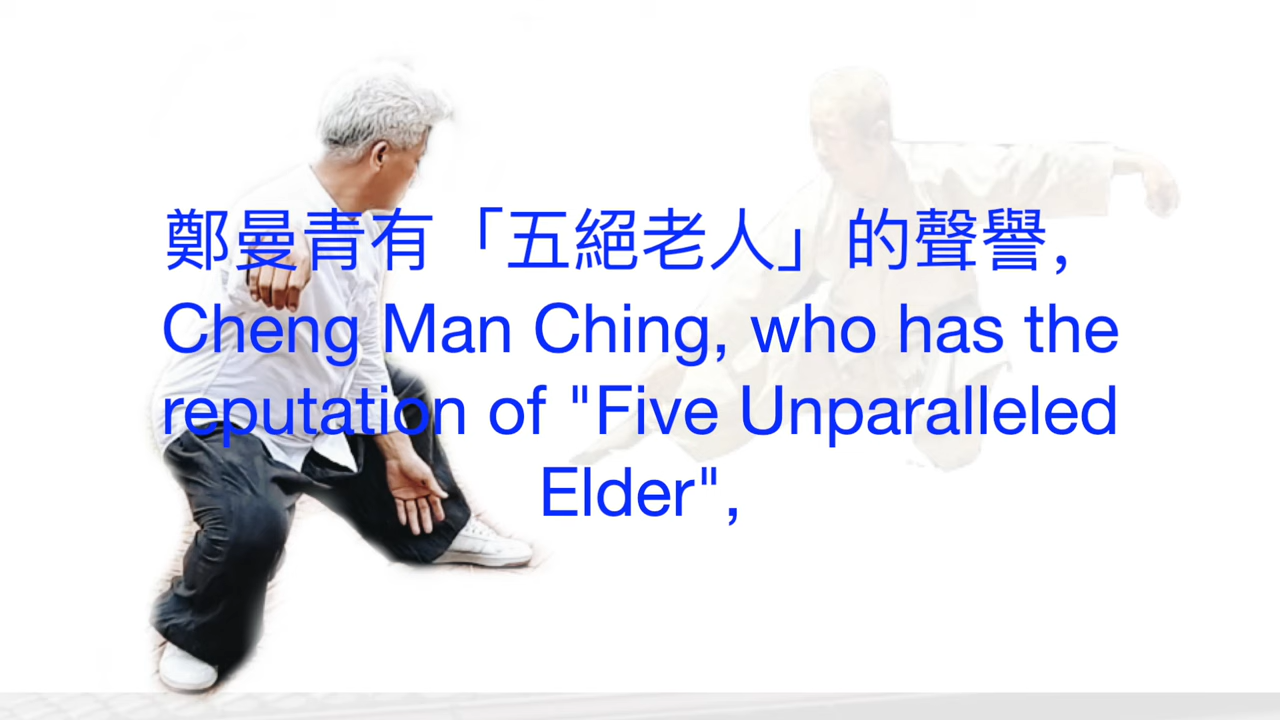 鄭曼青有「五絕老人」的聲譽，
Cheng Man Ching, who has the
reputation of "Five Unparalleled
Elder",